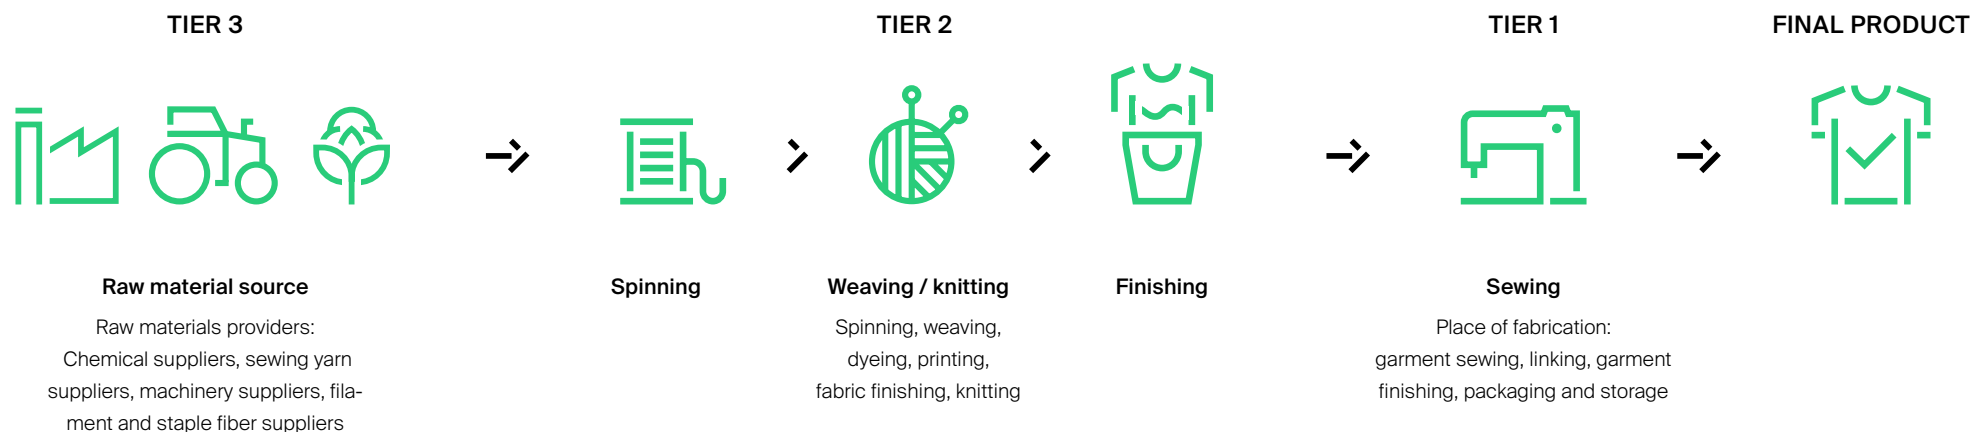 TIER 3
TIER 2
TIER 1
FINAL PRODUCT
Raw material source
Raw materials providers:
Chemical suppliers, sewing yarn
suppliers, machinery suppliers, fila-
ment and staple fiber suppliers
Spinning
Weaving / knitting
Spinning, weaving,
dyeing, printing,
fabric finishing, knitting
Finishing
Sewing
Place of fabrication:
garment sewing, linking, garment
finishing, packaging and storage